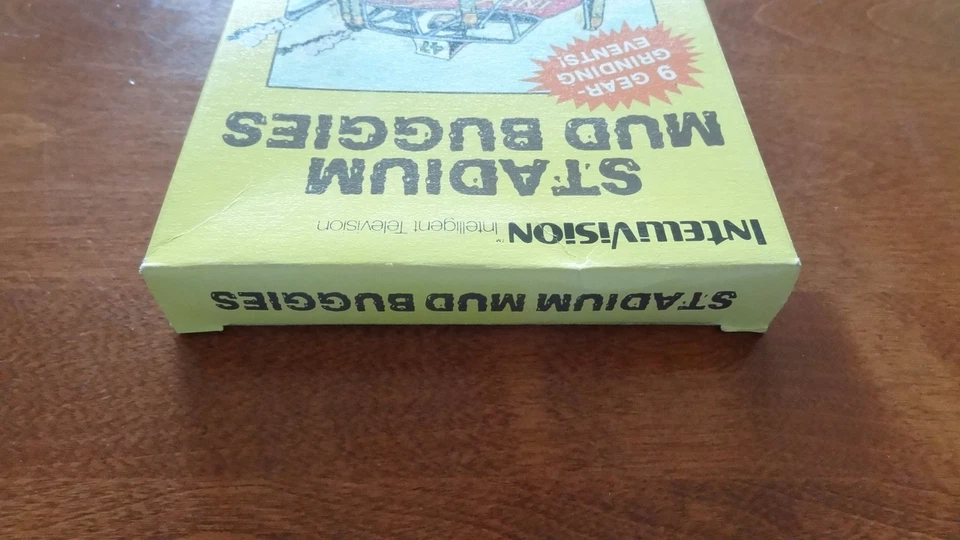 INTELLIVISION™ Intelligent Television
STADIUM
MUD BUGGIES
9 GEAR-
GRINDING
EVENTS!
STADIUM MUD BUGGIES